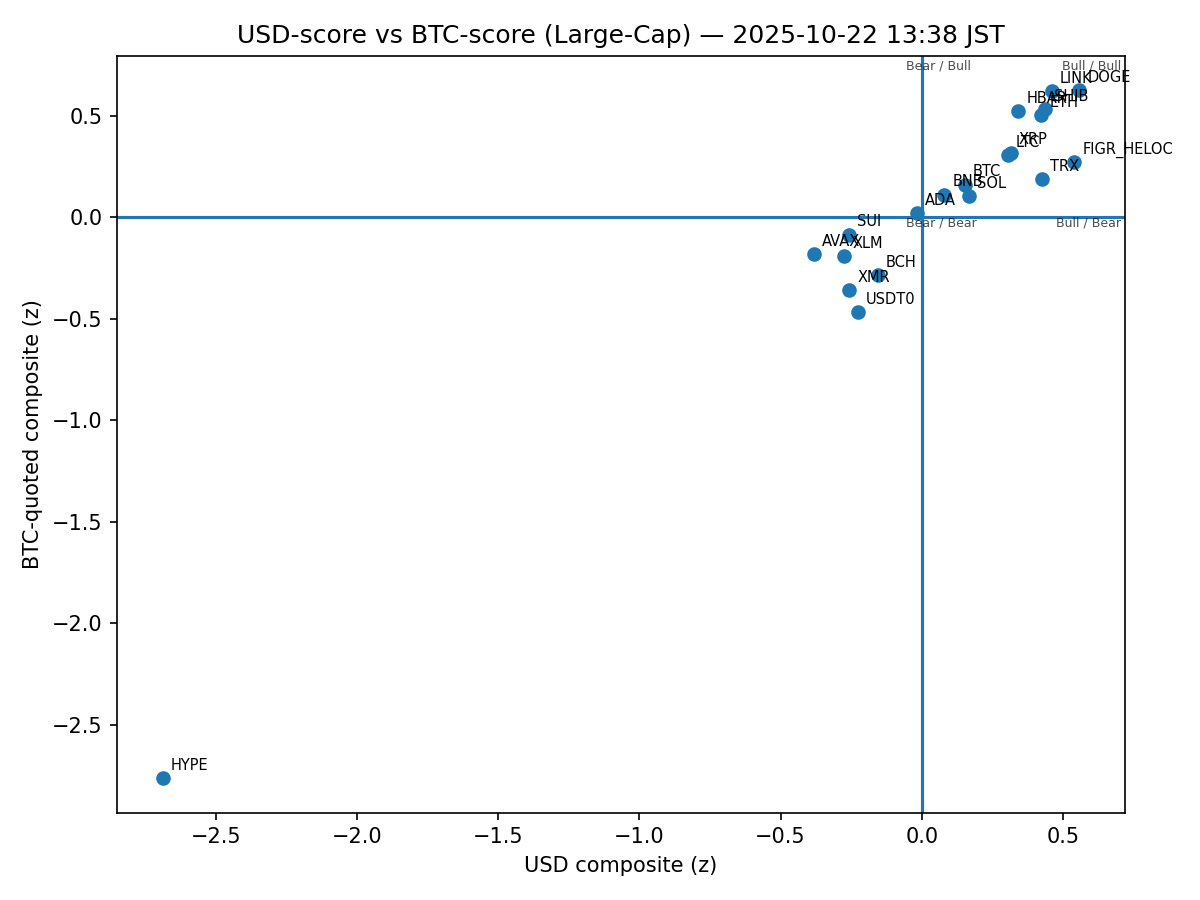 USD-score vs BTC-score (Large-Cap) — 2025-10-22 13:38 JST
Bear / Bull
Bull / Bull
LINK
DOGE
HBAR
SHIB
ETH
XRP
LTC
FIGR_HELOC
TRX
BTC
BNB
SOL
ADA
Bear / Bear
Bull / Bear
SUI
AVAX
XLM
BCH
XMR
USDT0
HYPE
0.5
0.0
−0.5
−1.0
−1.5
−2.0
−2.5
BTC-quoted composite (z)
−2.5
−2.0
−1.5
−1.0
−0.5
0.0
0.5
USD composite (z)